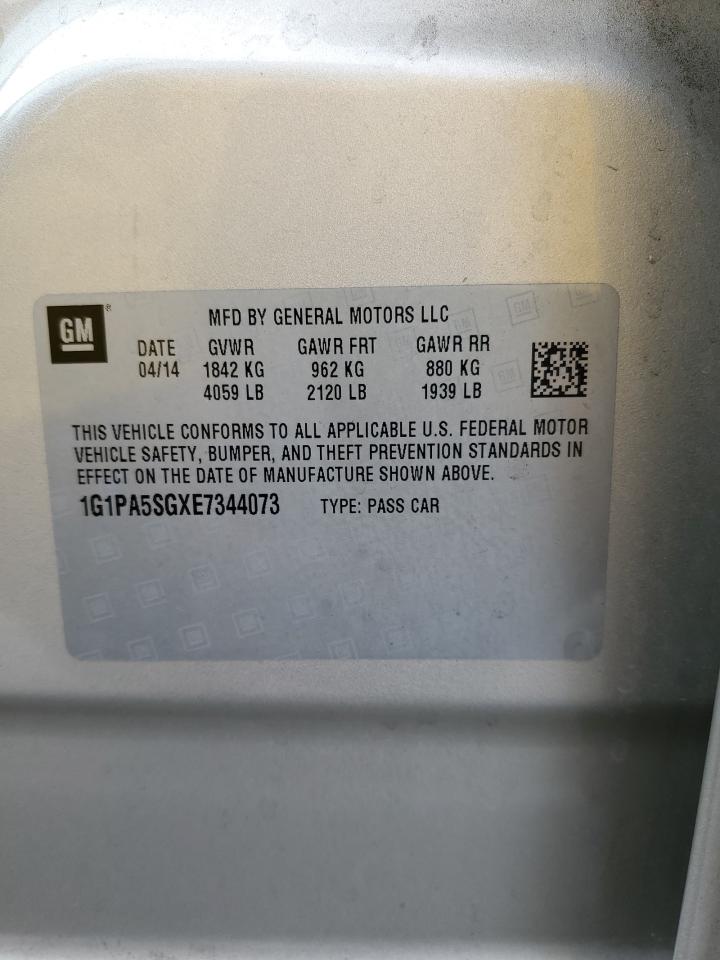 GM®
MFD BY GENERAL MOTORS LLC
DATE GVWR GAWR FRT GAWR RR
04/14 1842 KG 962 KG 880 KG
4059 LB 2120 LB 1939 LB
THIS VEHICLE CONFORMS TO ALL APPLICABLE U.S. FEDERAL MOTOR
VEHICLE SAFETY, BUMPER, AND THEFT PREVENTION STANDARDS IN
EFFECT ON THE DATE OF MANUFACTURE SHOWN ABOVE.
1G1PA5SGXE7344073 TYPE: PASS CAR